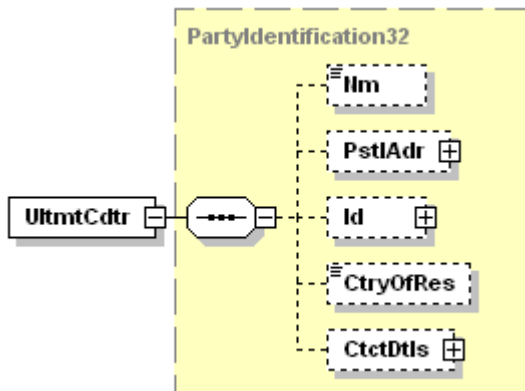 PartyIdentification32
Nm
PstlAdr
UltmtCdtr
Id
CtryOfRes
CtctDtls